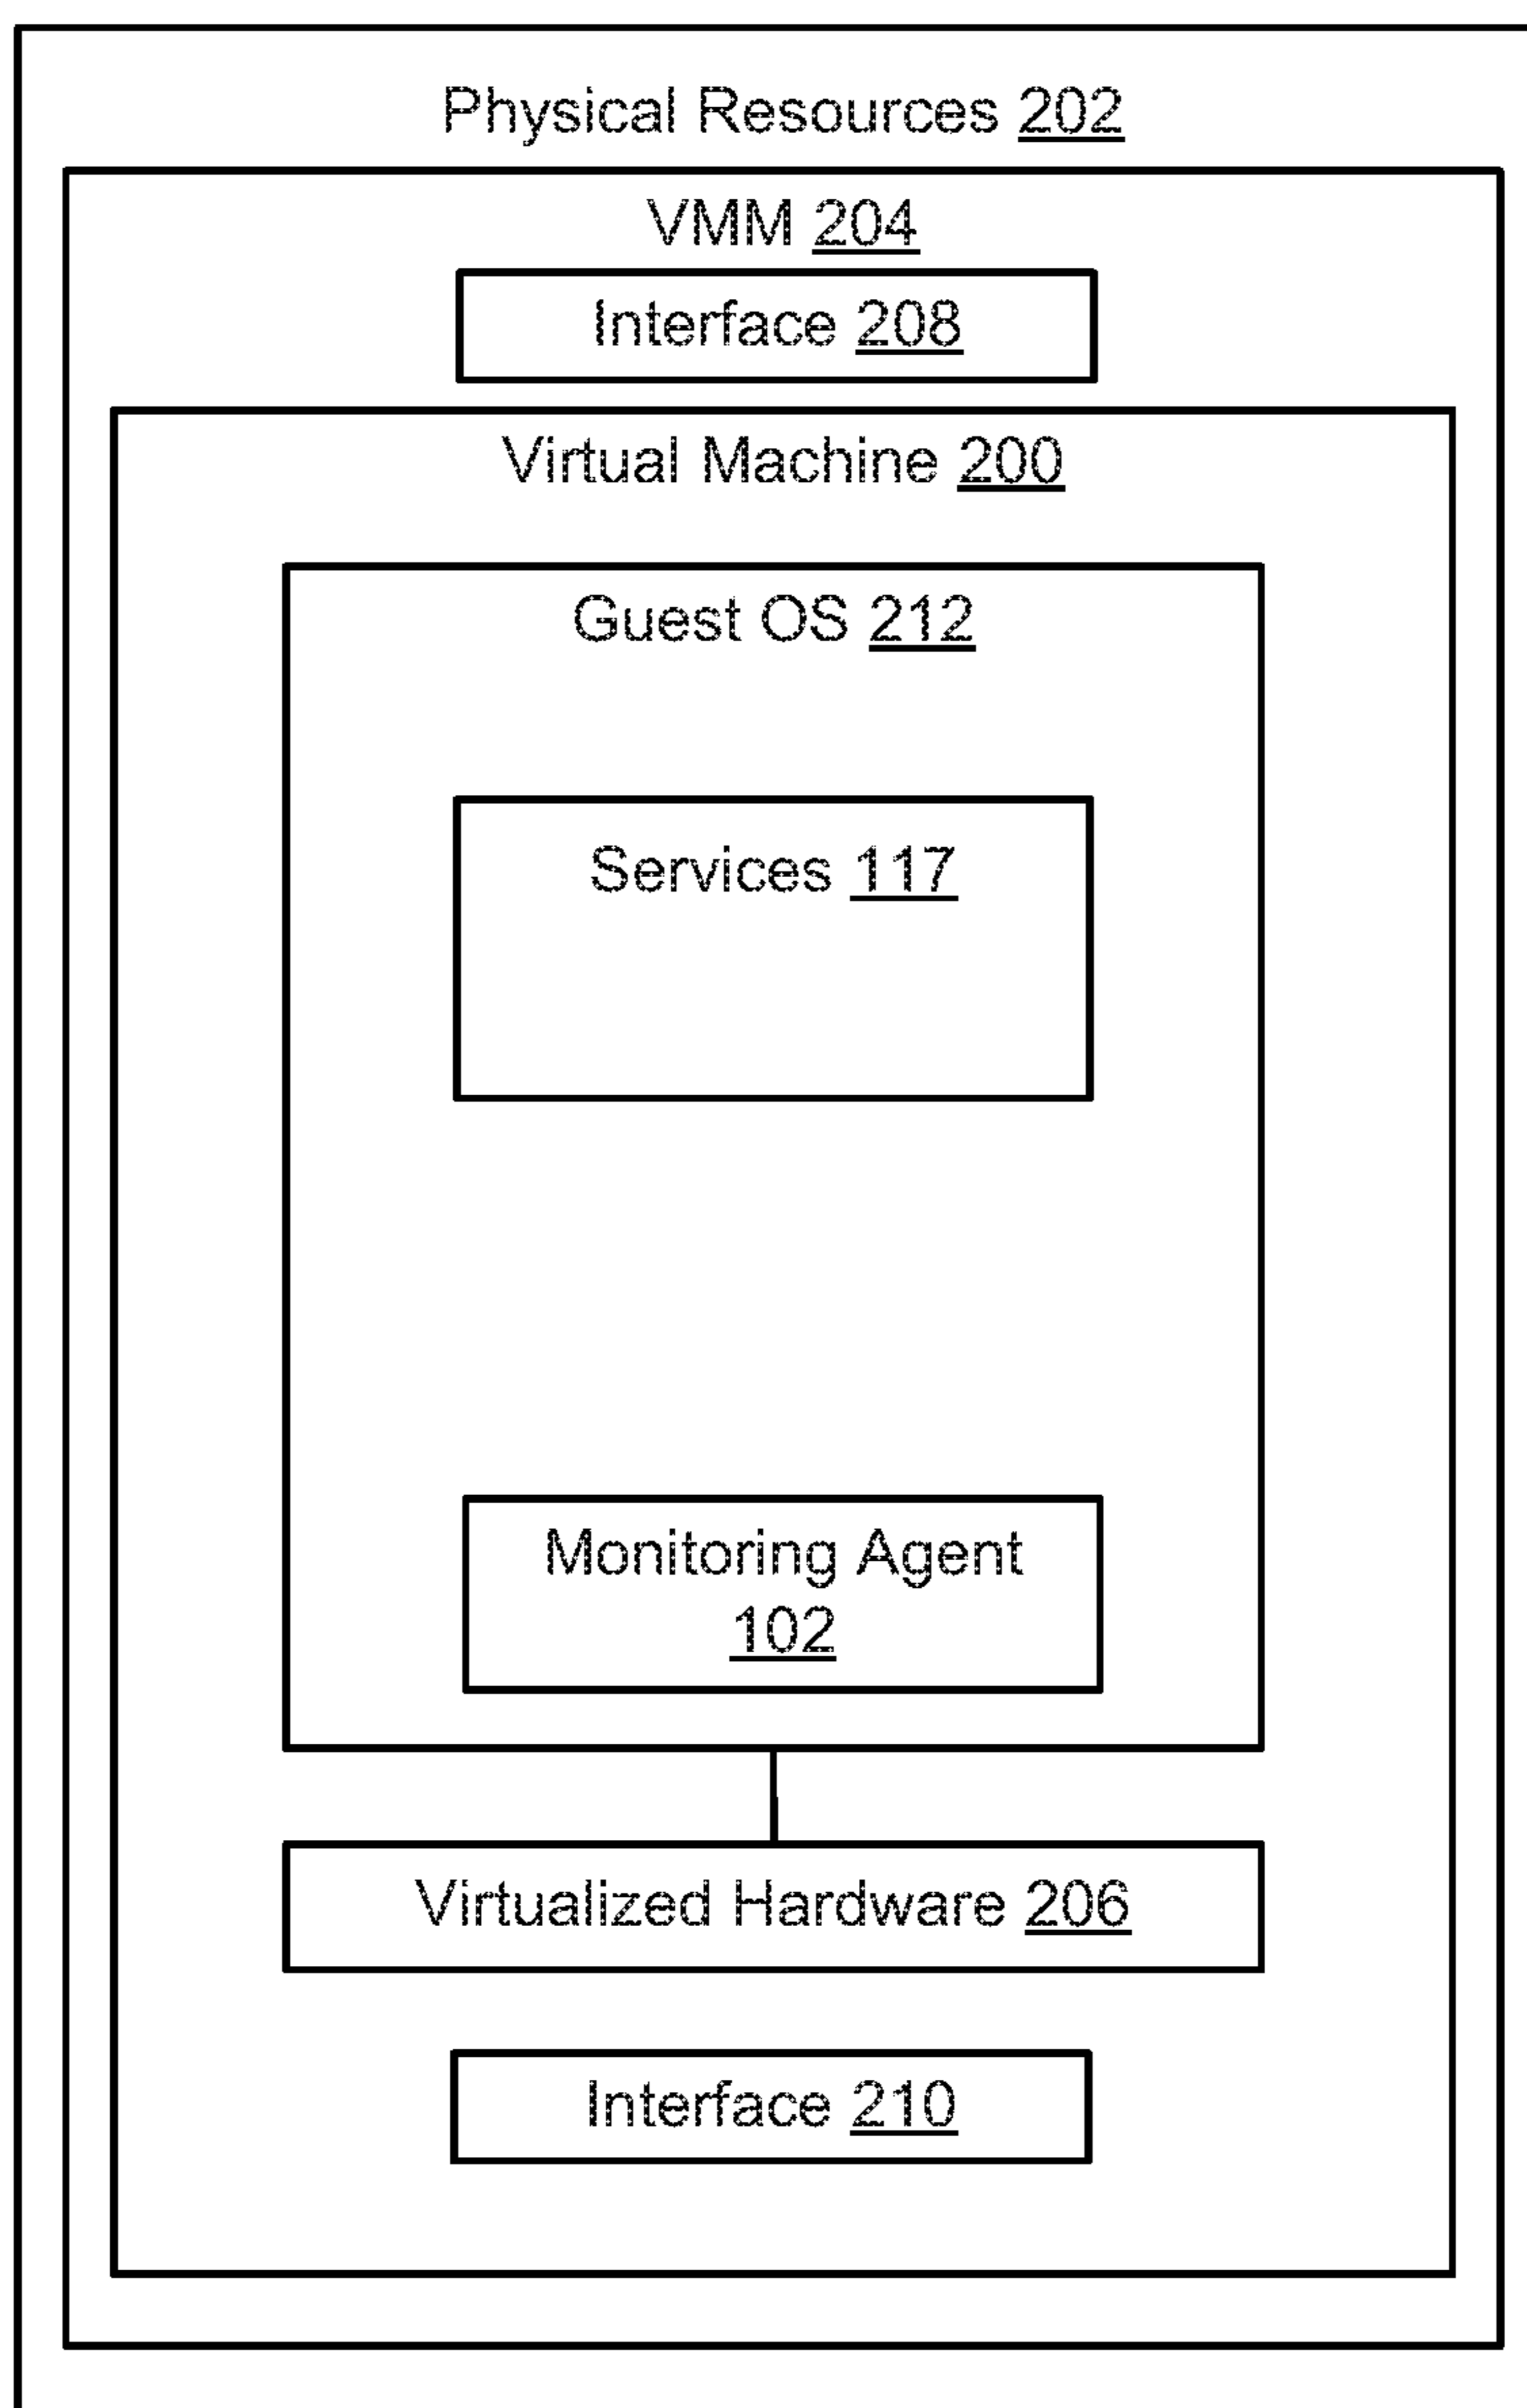 Physical Resources 202
VMM 204
Interface 208
Virtual Machine 200
Guest OS 212
Services 117
Monitoring Agent
102
Virtualized Hardware 206
Interface 210